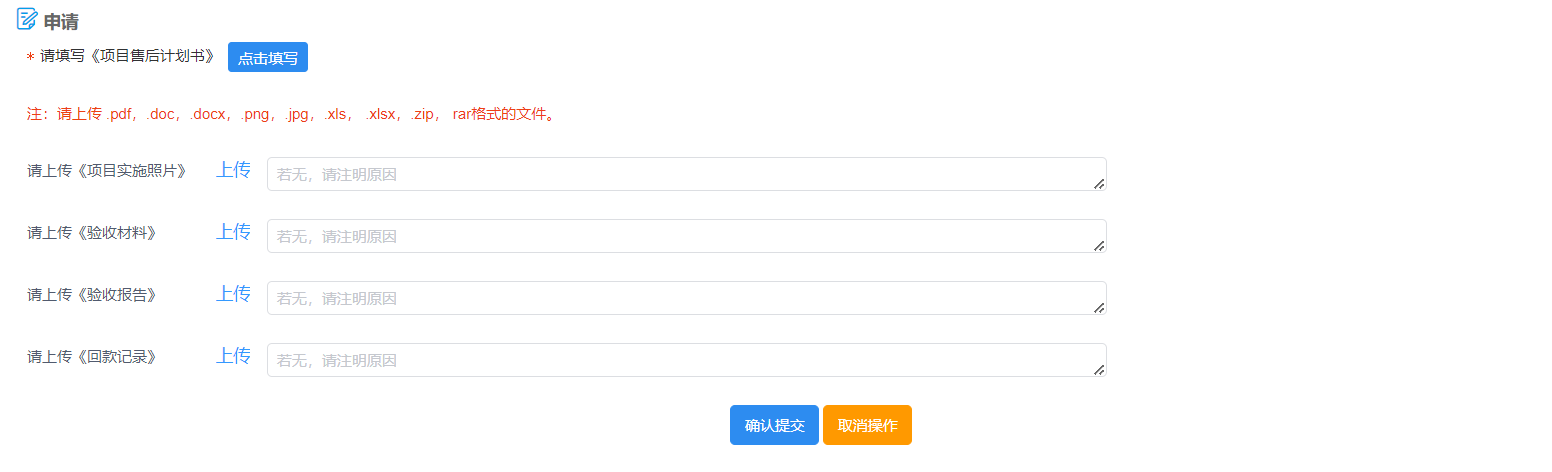 申请
* 请填写《项目售后计划书》 点击填写
注：请上传 .pdf，.doc，.docx，.png，.jpg，.xls， .xlsx，.zip， rar格式的文件。
请上传《项目实施照片》 上传 若无，请注明原因
请上传《验收材料》 上传 若无，请注明原因
请上传《验收报告》 上传 若无，请注明原因
请上传《回款记录》 上传 若无，请注明原因
确认提交 取消操作